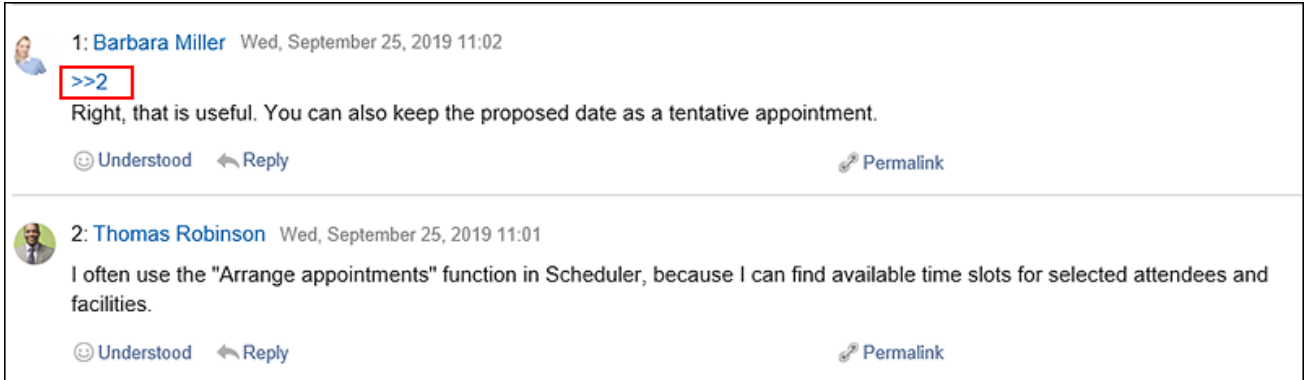 1: Barbara Miller Wed, September 25, 2019 11:02
>>2
Right, that is useful. You can also keep the proposed date as a tentative appointment.
Understood Reply Permalink
2: Thomas Robinson Wed, September 25, 2019 11:01
I often use the "Arrange appointments" function in Scheduler, because I can find available time slots for selected attendees and
facilities.
Understood Reply Permalink